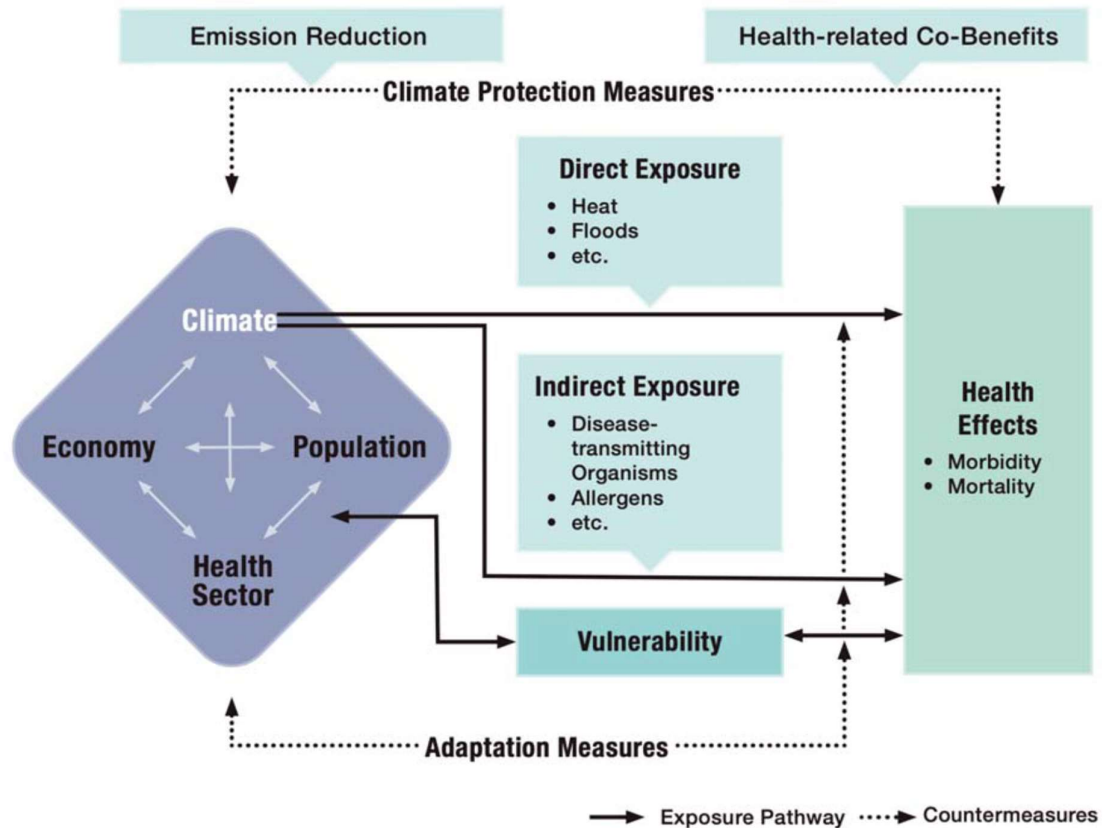 Emission Reduction
Health-related Co-Benefits
Climate Protection Measures
Direct Exposure
• Heat
• Floods
• etc.
Climate
Indirect Exposure
• Disease-
transmitting
Organisms
• Allergens
• etc.
Economy
Population
Health
Sector
Health
Effects
• Morbidity
• Mortality
Vulnerability
Adaptation Measures
Exposure Pathway
Countermeasures